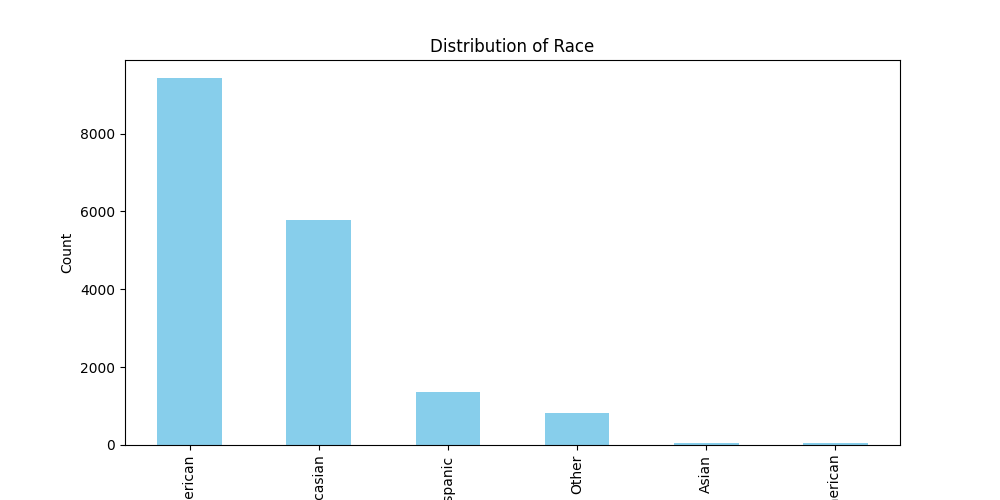 Distribution of Race
Count
8000
6000
4000
2000
0
erican
casian
spanic
Other
Asian
erican